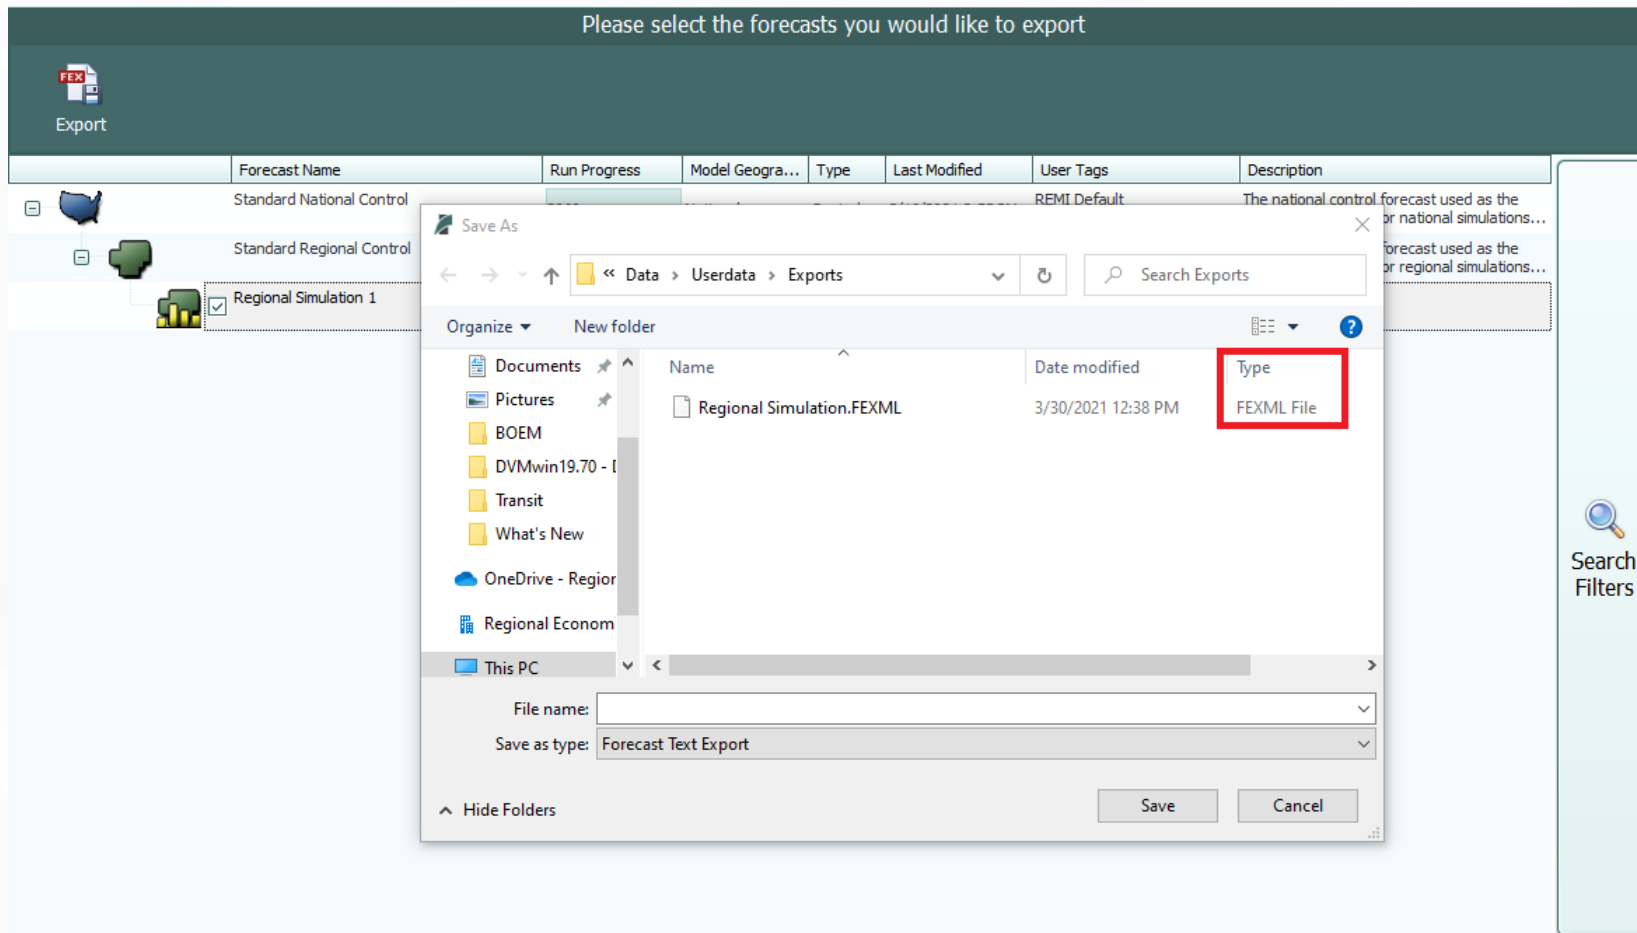 Please select the forecasts you would like to export
FEX
Export
Forecast Name Run Progress Model Geogra... Type Last Modified User Tags Description
Standard National Control REMI Default The national control forecast used as the
or national simulations...
Standard Regional Control forecast used as the
or regional simulations...
Regional Simulation 1
Save As
« Data > Userdata > Exports
Search Exports
Organize New folder
Name Date modified Type
Regional Simulation.FEXML 3/30/2021 12:38 PM FEXML File
Documents
Pictures
BOEM
DVMwin19.70 -
Transit
What's New
OneDrive - Region
Regional Econom
This PC
File name:
Save as type: Forecast Text Export
Hide Folders
Save Cancel
Search
Filters